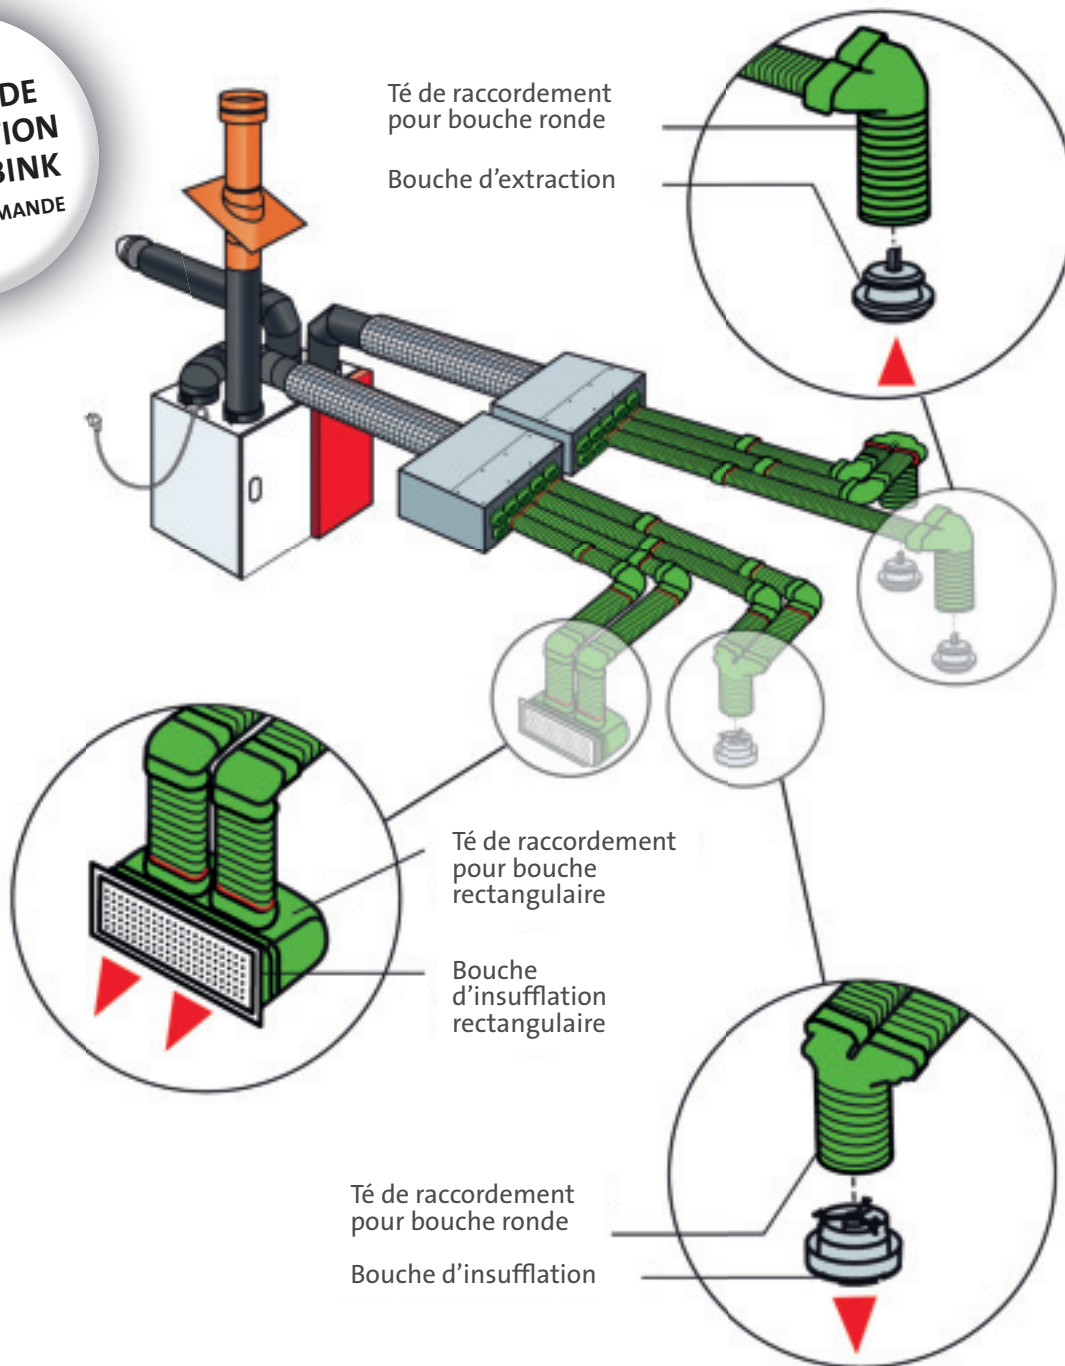 DE
TION
BINK
MANDE
Té de raccordement
pour bouche ronde
Bouche d'extraction
Té de raccordement
pour bouche
rectangulaire
Bouche
d'insufflation
rectangulaire
Té de raccordement
pour bouche ronde
Bouche d'insufflation